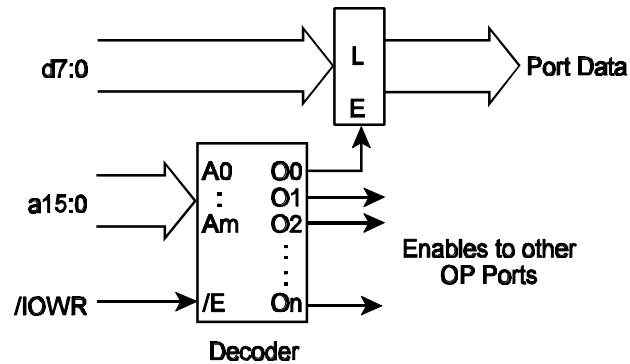 d7:0
L
E
Port Data
a15:0
A0
:
Am
/E
O0
O1
O2
On
/IOWR
Enables to other
OP Ports
Decoder